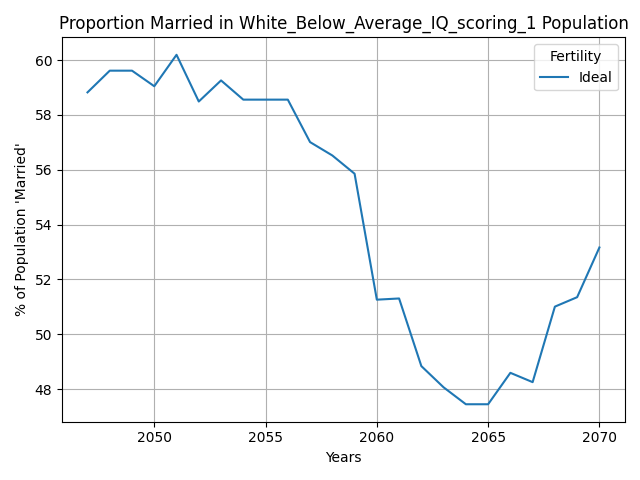 Proportion Married in White_Below_Average_IQ_scoring_1 Population
Fertility
Ideal
% of Population 'Married'
60
58
56
54
52
50
48
2050
2055
2060
2065
2070
Years